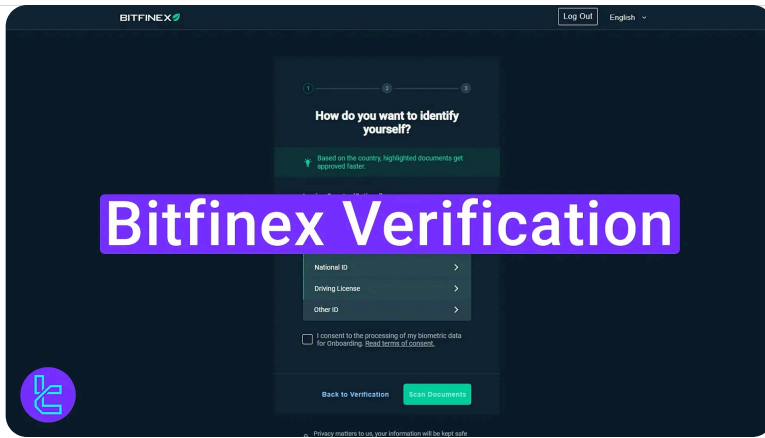 BITFINEX
Log Out
English
1
2
3
How do you want to identify
yourself?
Based on the country, highlighted documents get
approved faster.
Bitfinex Verification
National ID
Driving License
Other ID
I consent to the processing of my biometric data
for Onboarding. Read terms of consent.
Back to Verification
Scan Documents
Privacy matters to us, your information will be kept safe